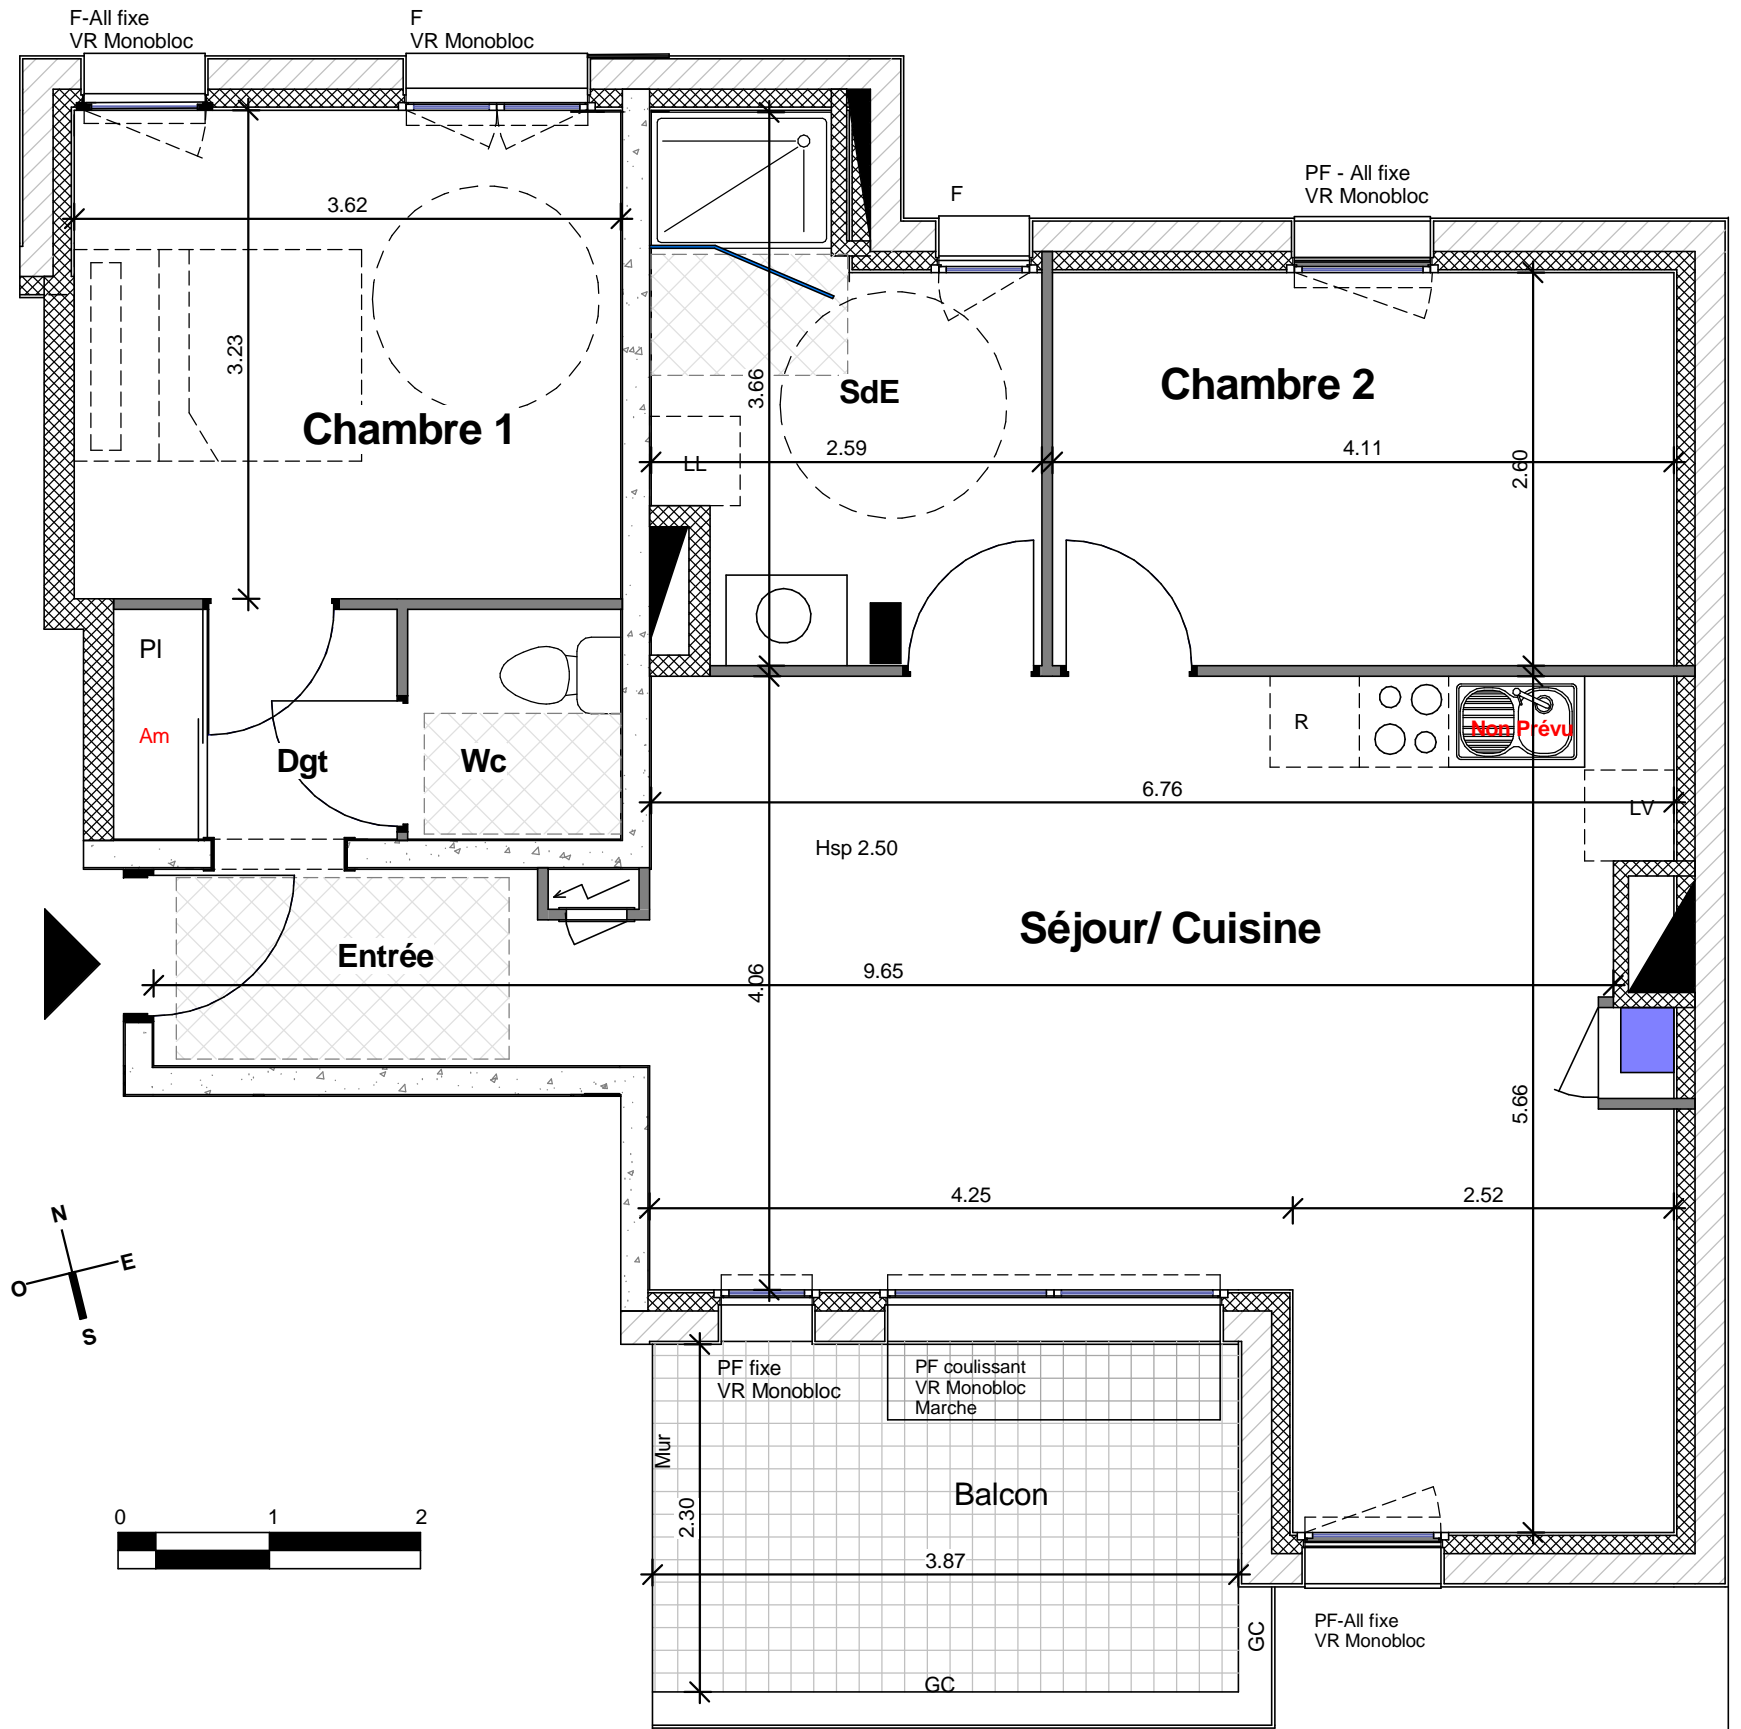 F-All fixe
VR Monobloc
F
VR Monobloc
F
PF - All fixe
VR Monobloc
3.62
3.23
Chambre 1
3.66
SdE
2.59
LL
Chambre 2
4.11
2.60
Pl
Am
Dgt
Wc
R
Non Prévu
LV
6.76
Hsp 2.50
Séjour/ Cuisine
Entrée
9.65
4.06
5.66
4.25
2.52
N
E
O
S
PF fixe
VR Monobloc
PF coulissant
VR Monobloc
Marche
Mur
2.30
Balcon
3.87
GC
GC
PF-All fixe
VR Monobloc
0
1
2